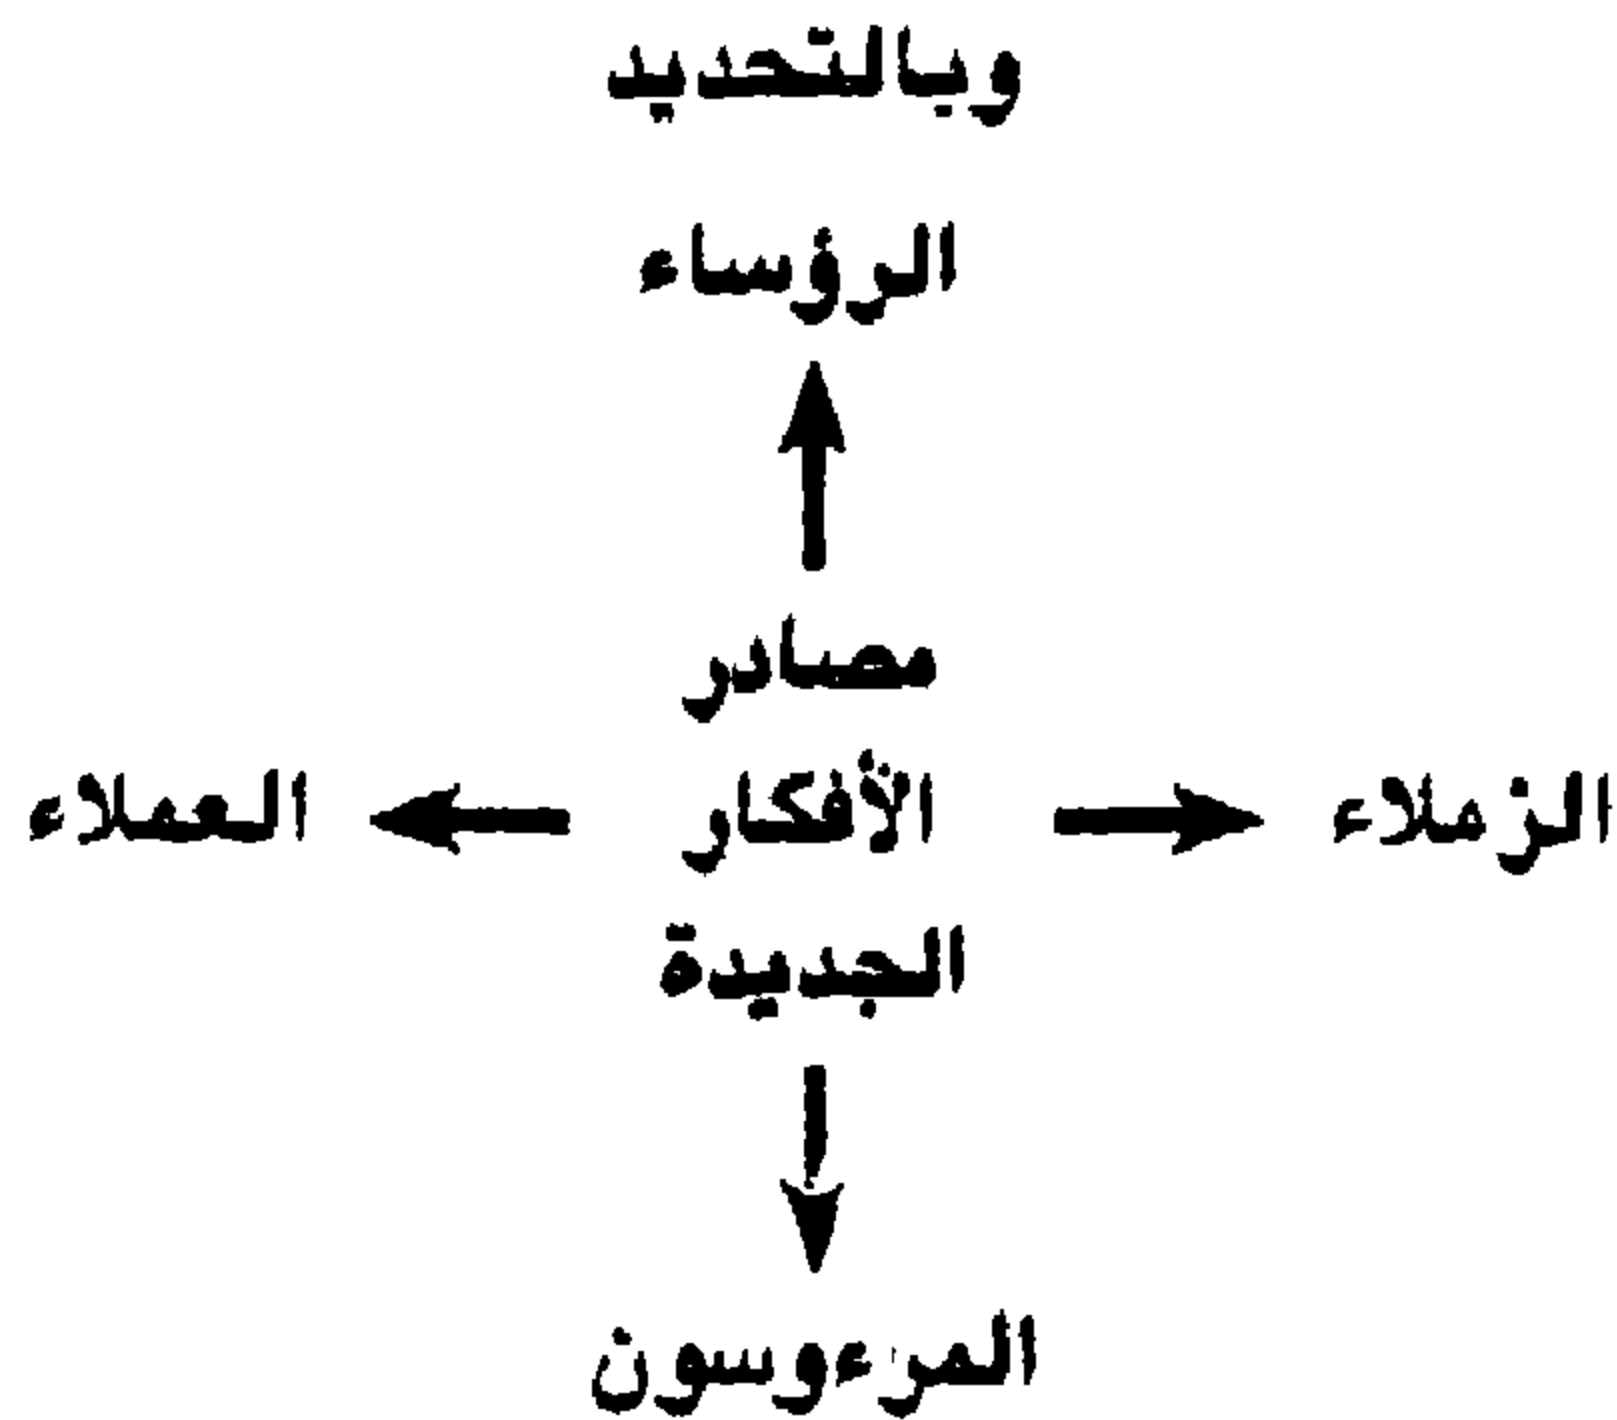 وبالتحديد
الرؤساء
مصادر
الأفكار
الجديدة
الزملاء
العملاء
المرءوسون